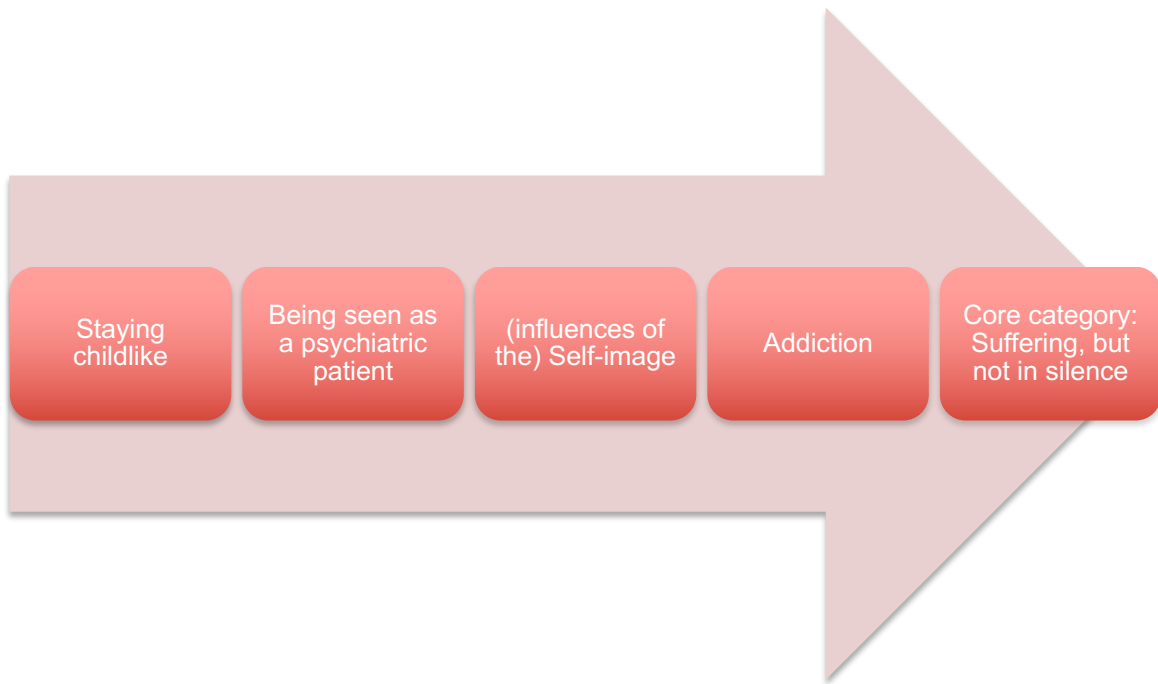 Staying
childlike
Being seen as
a psychiatric
patient
(influences of
the) Self-image
Addiction
Core category:
Suffering, but
not in silence